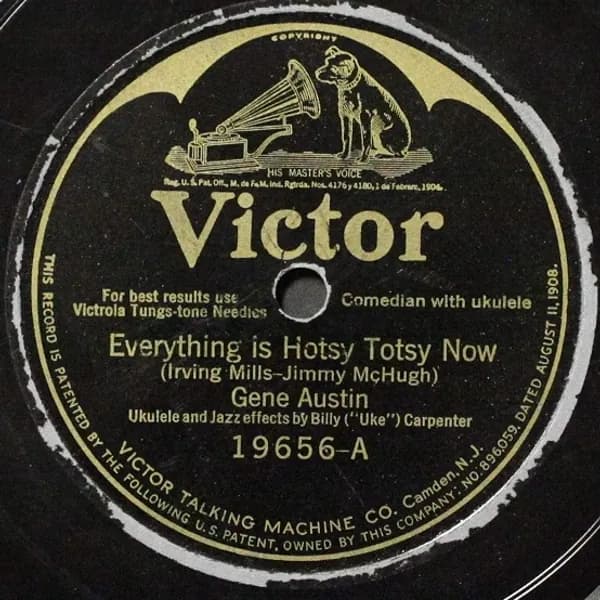 COPYRIGHT
HIS MASTER'S VOICE
Reg. U.S. Pat. Off., M. de F. M. Ind. Rgtrda. Nos. 4176 y 4180, 1 de Febrero, 1904.
Victor
For best results use
Victrola Tungs-tone Needles
Comedian with ukulele
Everything is Hotsy Totsy Now
(Irving Mills-Jimmy McHugh)
Gene Austin
Ukulele and Jazz effects by Billy ("Uke") Carpenter
19656-A
VICTOR TALKING MACHINE CO. Camden, N.J.
THIS RECORD IS PATENTED BY THE FOLLOWING U.S. PATENT, OWNED BY THIS COMPANY: NO. 896,059, DATED AUGUST 11, 1908.